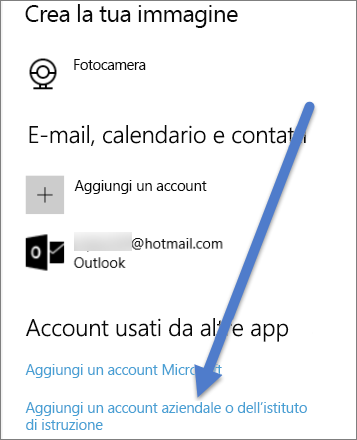 Crea la tua immagine
Fotocamera
E-mail, calendario e contatti
Aggiungi un account
@hotmail.com
Outlook
Account usati da altre app
Aggiungi un account Microsoft
Aggiungi un account aziendale o dell'istituto
di istruzione